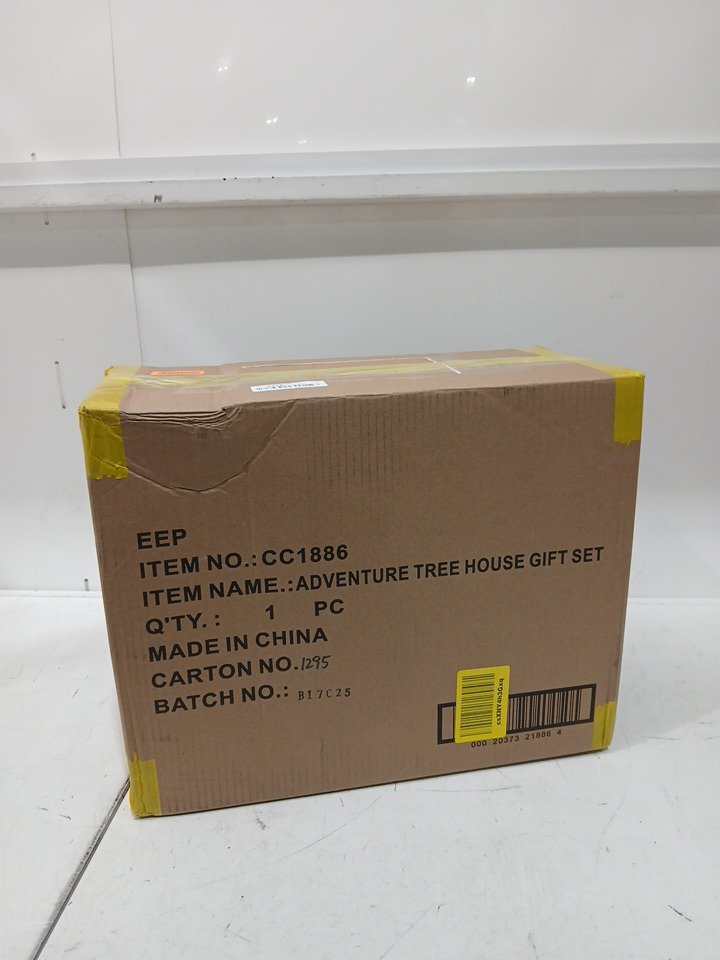 EEP
ITEM NO.: CC1886
ITEM NAME.: ADVENTURE TREE HOUSE GIFT SET
Q'TY. : 1 PC
MADE IN CHINA
CARTON NO. 1295
BATCH NO.: B17C25
csZNY4h3Gxq
000 20373 21886 4